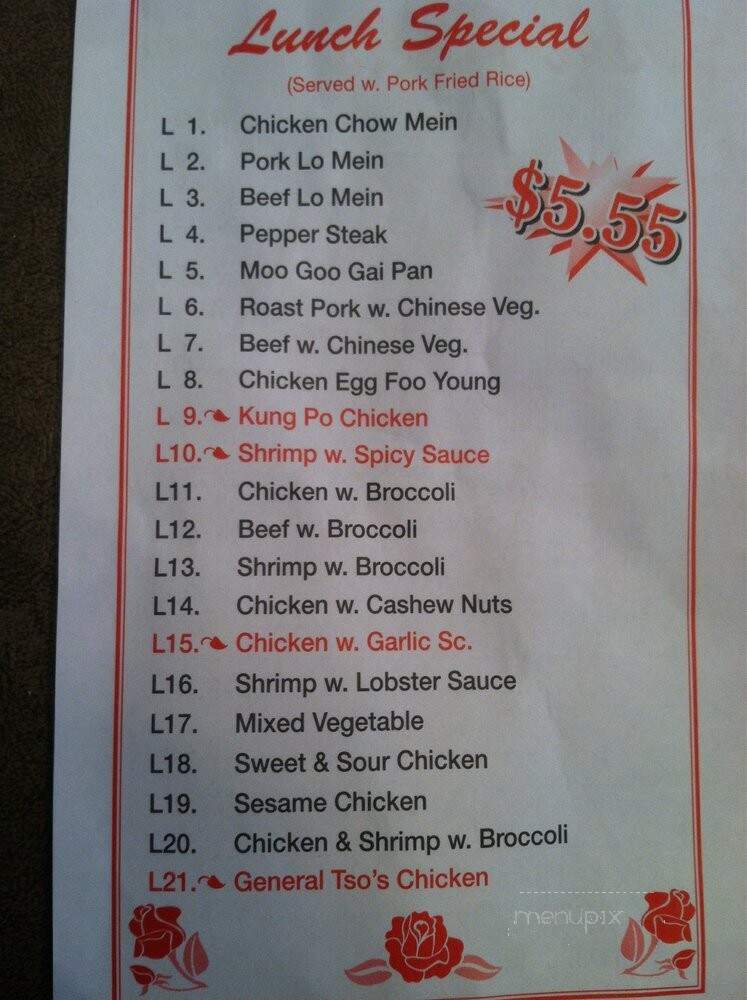 Lunch Special
(Served w. Pork Fried Rice)
$5.55
L 1. Chicken Chow Mein
L 2. Pork Lo Mein
L 3. Beef Lo Mein
L 4. Pepper Steak
L 5. Moo Goo Gai Pan
L 6. Roast Pork w. Chinese Veg.
L 7. Beef w. Chinese Veg.
L 8. Chicken Egg Foo Young
L 9. Kung Po Chicken
L10. Shrimp w. Spicy Sauce
L11. Chicken w. Broccoli
L12. Beef w. Broccoli
L13. Shrimp w. Broccoli
L14. Chicken w. Cashew Nuts
L15. Chicken w. Garlic Sc.
L16. Shrimp w. Lobster Sauce
L17. Mixed Vegetable
L18. Sweet & Sour Chicken
L19. Sesame Chicken
L20. Chicken & Shrimp w. Broccoli
L21. General Tso's Chicken
menupix